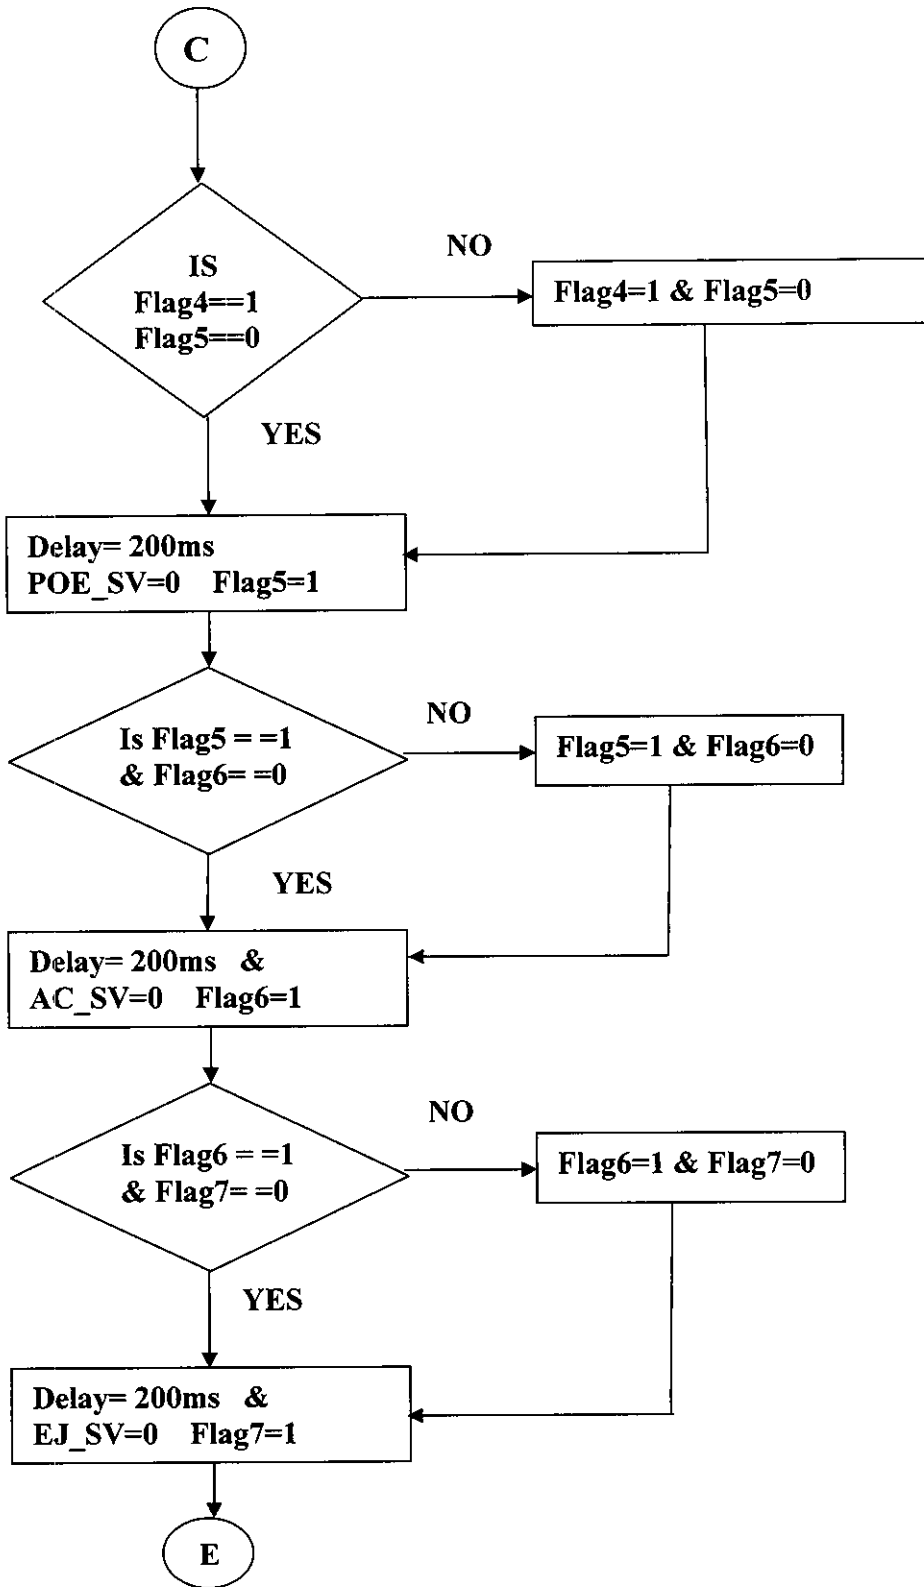 C
IS
Flag4==1
Flag5==0
NO
Flag4=1 & Flag5=0
YES
Delay= 200ms
POE_SV=0 Flag5=1
Is Flag5 = =1
& Flag6= =0
NO
Flag5=1 & Flag6=0
YES
Delay= 200ms &
AC_SV=0 Flag6=1
Is Flag6 = =1
& Flag7= =0
NO
Flag6=1 & Flag7=0
YES
Delay= 200ms &
EJ_SV=0 Flag7=1
E